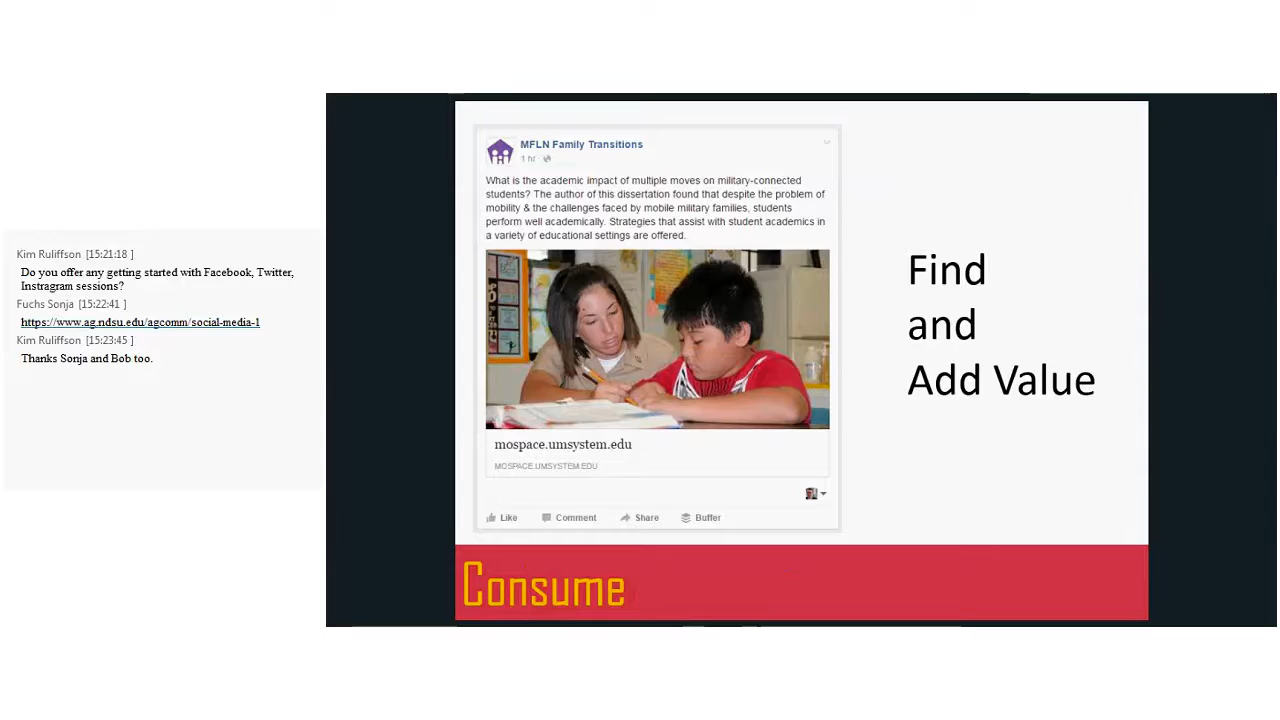 Kim Ruliffson [15:21:18 ]
Do you offer any getting started with Facebook, Twitter,
Instragram sessions?
Fuchs Sonja [15:22:41 ]
https://www.ag.ndsu.edu/agcomm/social-media-1
Kim Ruliffson [15:23:45 ]
Thanks Sonja and Bob too.
MFLN Family Transitions
1 hr
What is the academic impact of multiple moves on military-connected
students? The author of this dissertation found that despite the problem of
mobility & the challenges faced by mobile military families, students
perform well academically. Strategies that assist with student academics in
a variety of educational settings are offered.
mospace.umsystem.edu
MOSPACE.UMSYSTEM.EDU
Like Comment Share Buffer
Find
and
Add Value
Consume